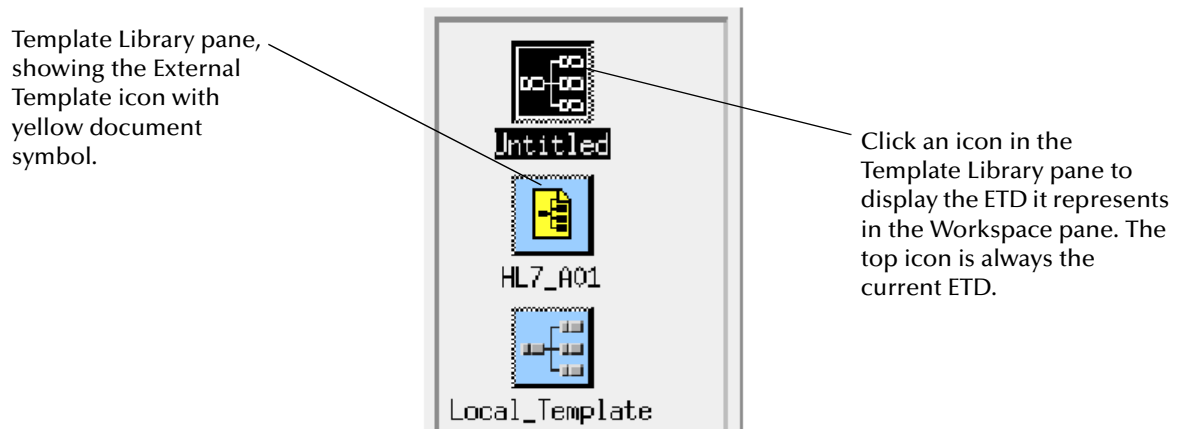 Template Library pane,
showing the External
Template icon with
yellow document
symbol.
Untitled
HL7_A01
Local_Template
Click an icon in the
Template Library pane to
display the ETD it represents
in the Workspace pane. The
top icon is always the
current ETD.